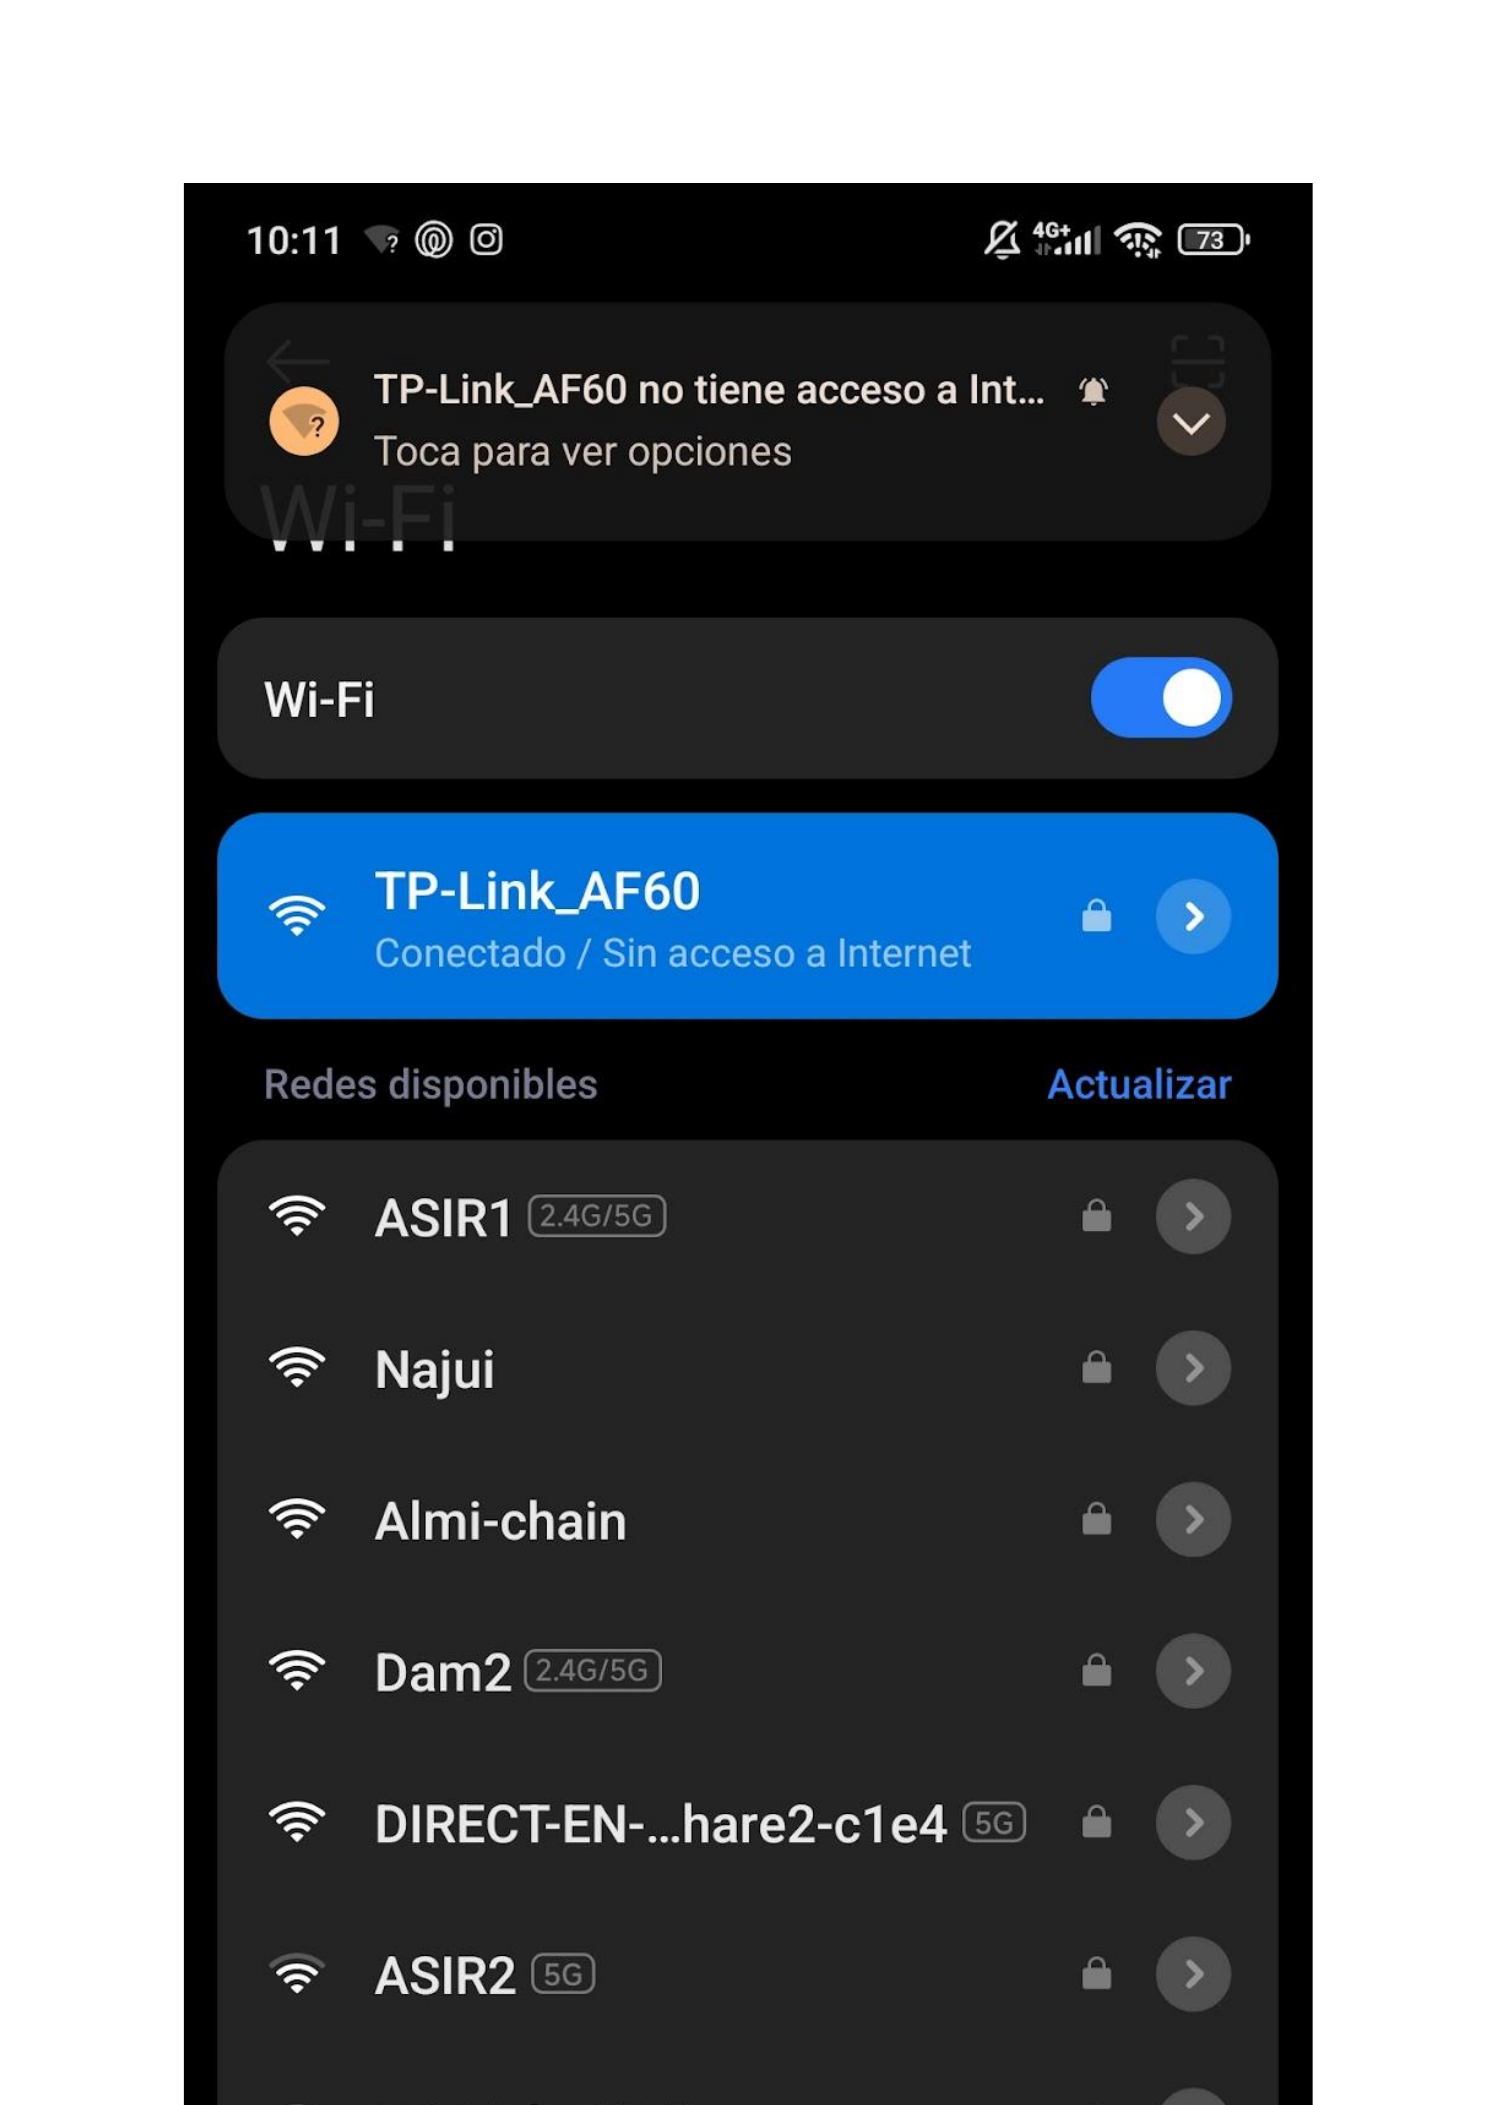 10:11 4G+ 73
TP-Link_AF60 no tiene acceso a Int...
Toca para ver opciones
Wi-Fi
Wi-Fi
TP-Link_AF60
Conectado / Sin acceso a Internet
Redes disponibles Actualizar
ASIR1 2.4G/5G
Najui
Almi-chain
Dam2 2.4G/5G
DIRECT-EN-...hare2-c1e4 5G
ASIR2 5G